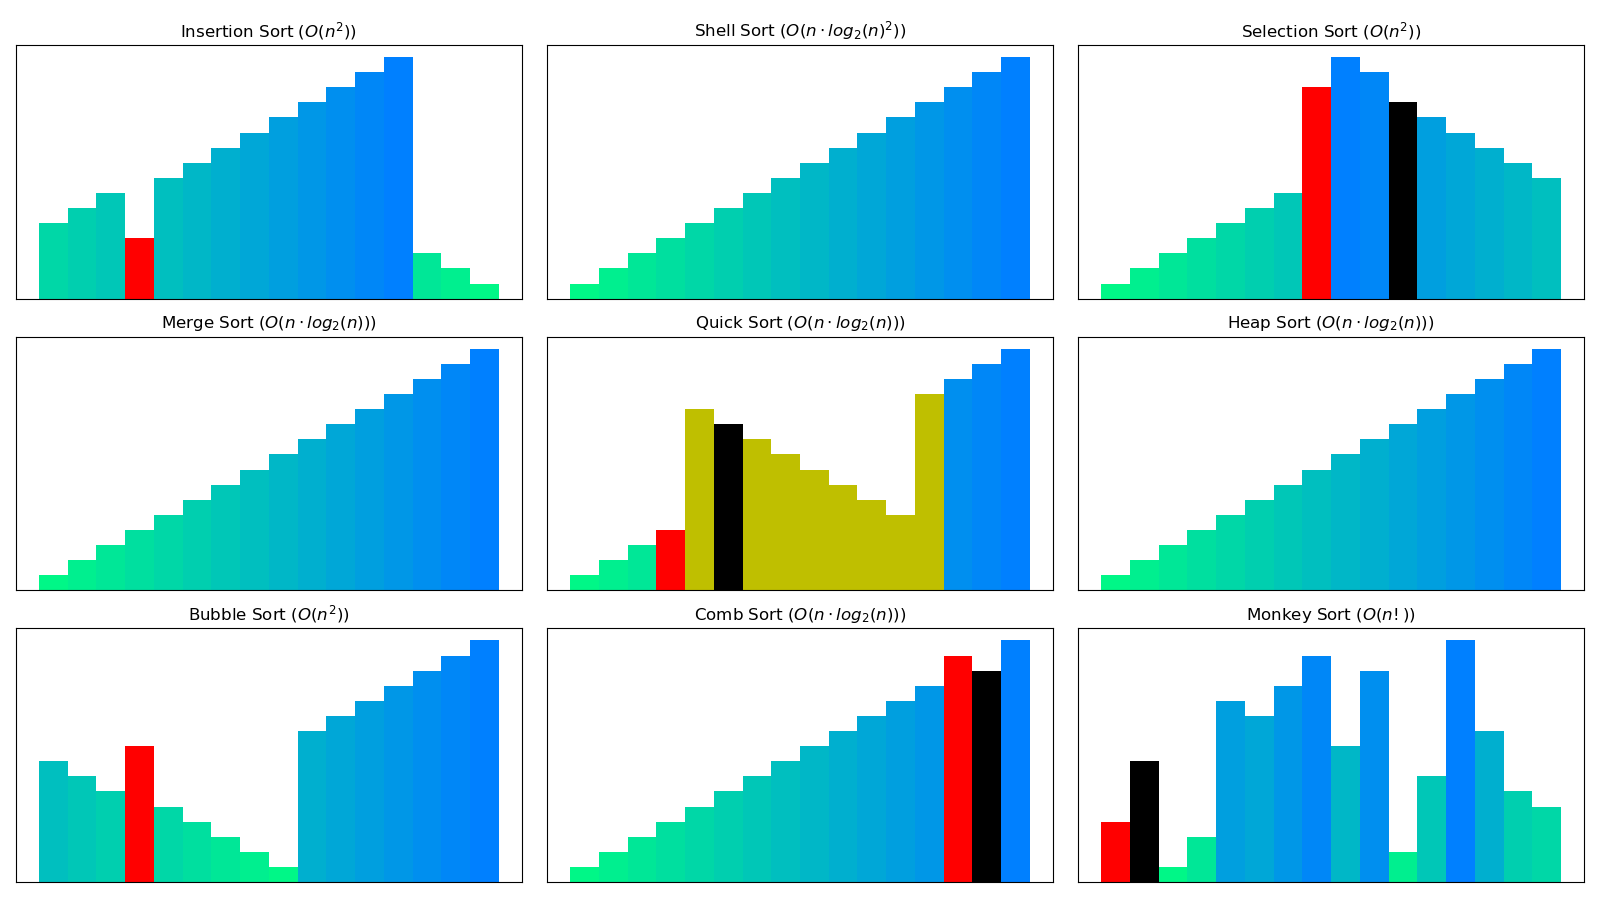 Insertion Sort (O(n²))
Shell Sort (O(n · log₂(n)²))
Selection Sort (O(n²))
Merge Sort (O(n · log₂(n)))
Quick Sort (O(n · log₂(n)))
Heap Sort (O(n · log₂(n)))
Bubble Sort (O(n²))
Comb Sort (O(n · log₂(n)))
Monkey Sort (O(n!))